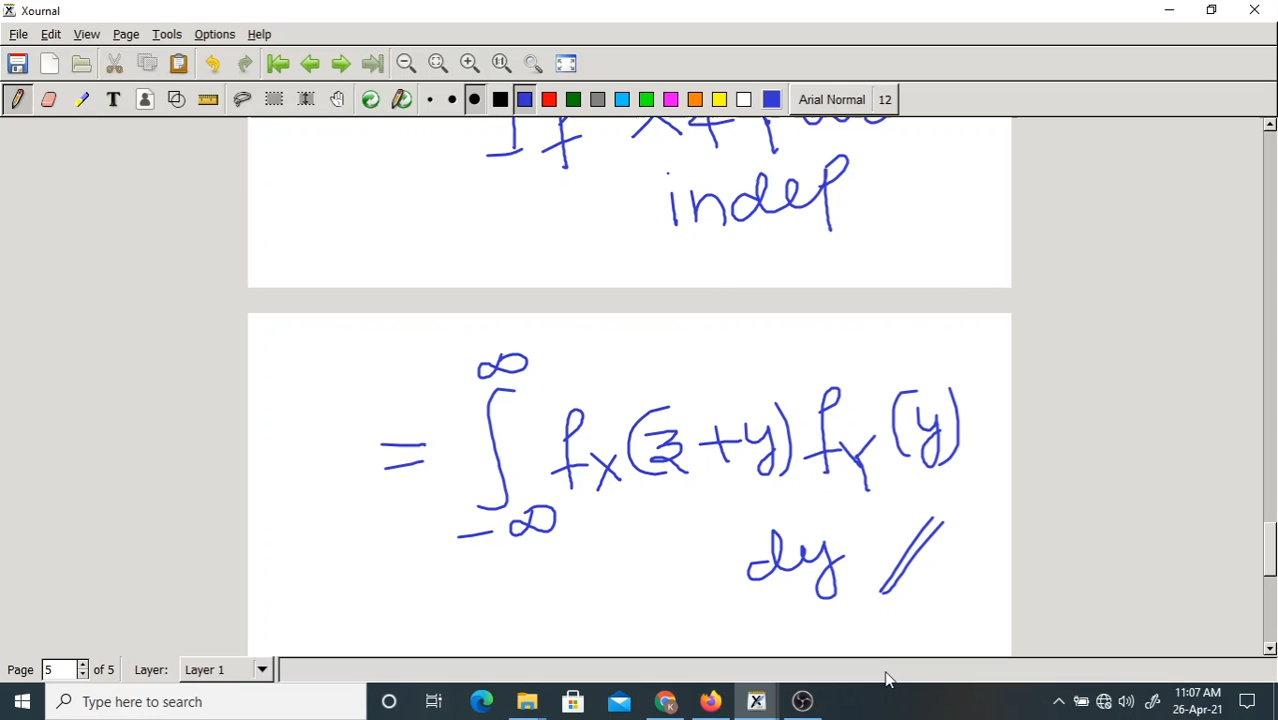 Xournal
File Edit View Page Tools Options Help
Arial Normal 12
If X & Y
indep
= ∫_{-∞}^{∞} f_X(z+y) f_Y(y)
dy //
Page 5 of 5 Layer: Layer 1
Type here to search
11:07 AM
26-Apr-21